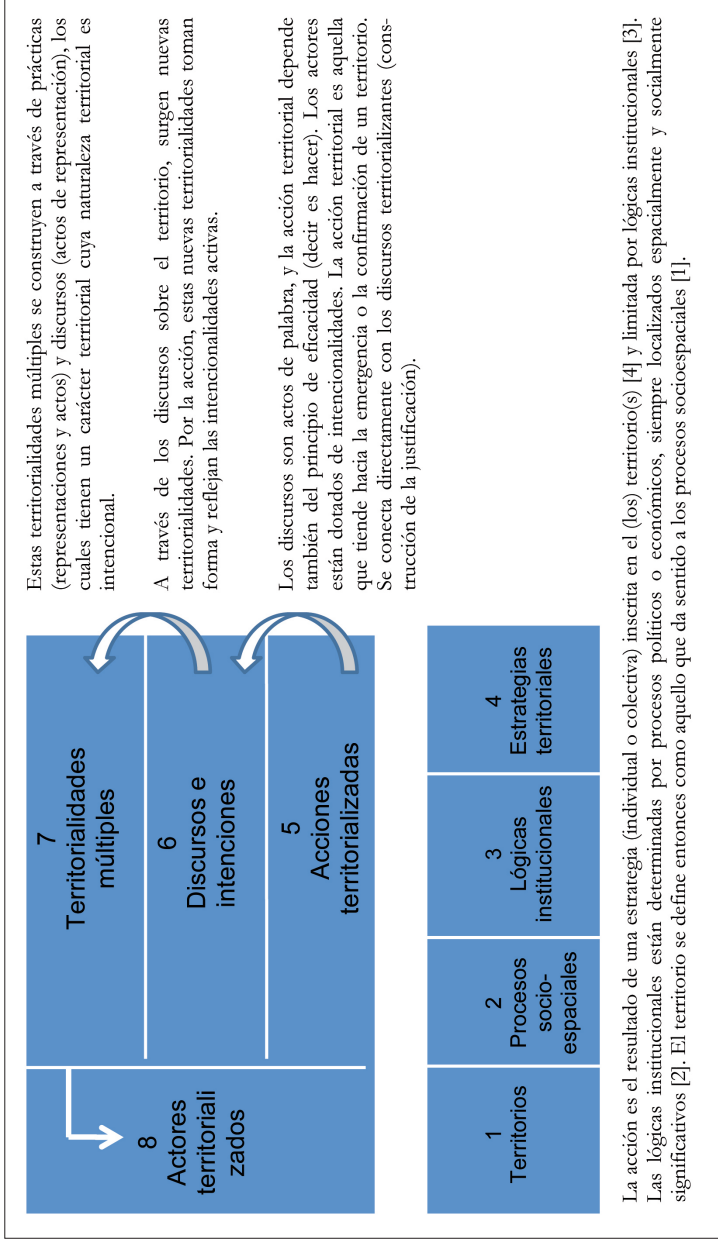 7
Territorialidades
múltiples
6
Discursos e
intenciones
5
Acciones
territorializadas
8
Actores
territoriali
zados
Estas territorialidades múltiples se construyen a través de prácticas
(representaciones y actos) y discursos (actos de representación), los
cuales tienen un carácter territorial cuya naturaleza territorial es
intencional.
A través de los discursos sobre el territorio, surgen nuevas
territorialidades. Por la acción, estas nuevas territorialidades toman
forma y reflejan las intencionalidades activas.
Los discursos son actos de palabra, y la acción territorial depende
también del principio de eficacidad (decir es hacer). Los actores
están dotados de intencionalidades. La acción territorial es aquella
que tiende hacia la emergencia o la confirmación de un territorio.
Se conecta directamente con los discursos territorializantes (cons-
trucción de la justificación).
1
Territorios
2
Procesos
socio-
espaciales
3
Lógicas
institucionales
4
Estrategias
territoriales
La acción es el resultado de una estrategia (individual o colectiva) inscrita en el (los) territorio(s) [4] y limitada por lógicas institucionales [3].
Las lógicas institucionales están determinadas por procesos políticos o económicos, siempre localizados espacialmente y socialmente
significativos [2]. El territorio se define entonces como aquello que da sentido a los procesos socioespaciales [1].